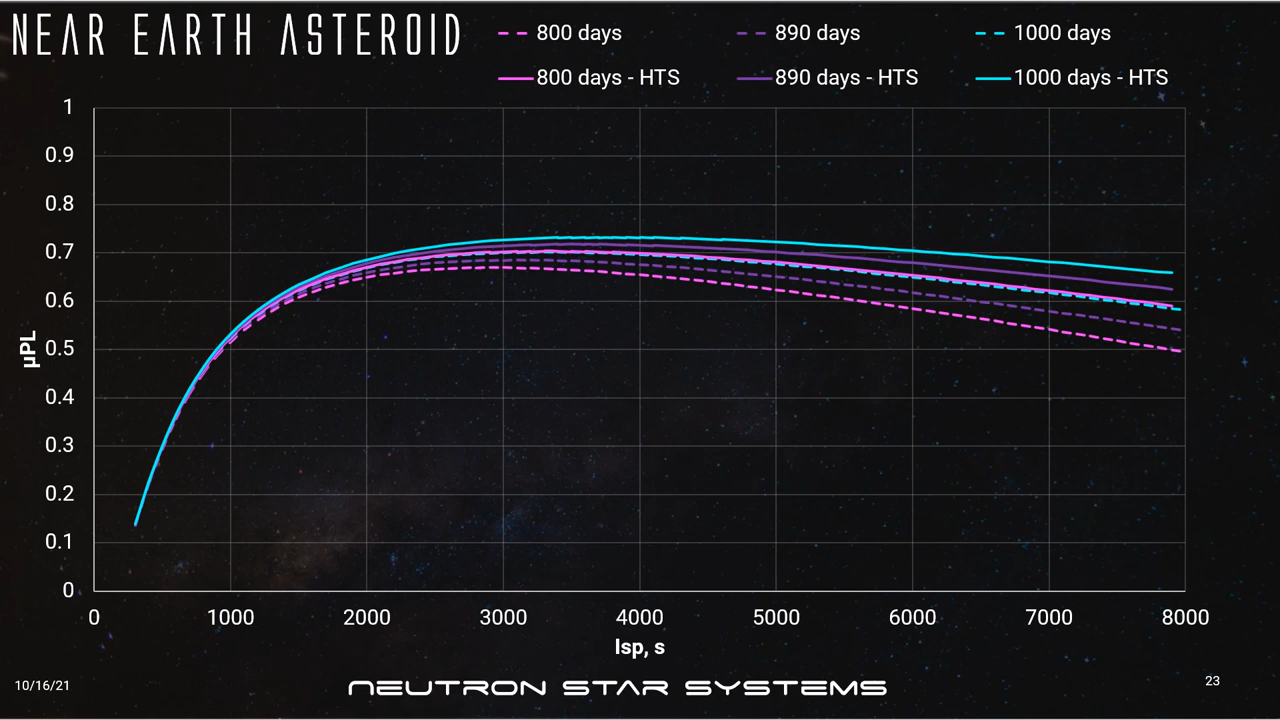 NEAR EARTH ASTEROID
800 days 890 days 1000 days
800 days - HTS 890 days - HTS 1000 days - HTS
1
0.9
0.8
0.7
0.6
0.5
0.4
0.3
0.2
0.1
0
µPL
0 1000 2000 3000 4000 5000 6000 7000 8000
Isp, s
10/16/21 NEUTRON STAR SYSTEMS 23